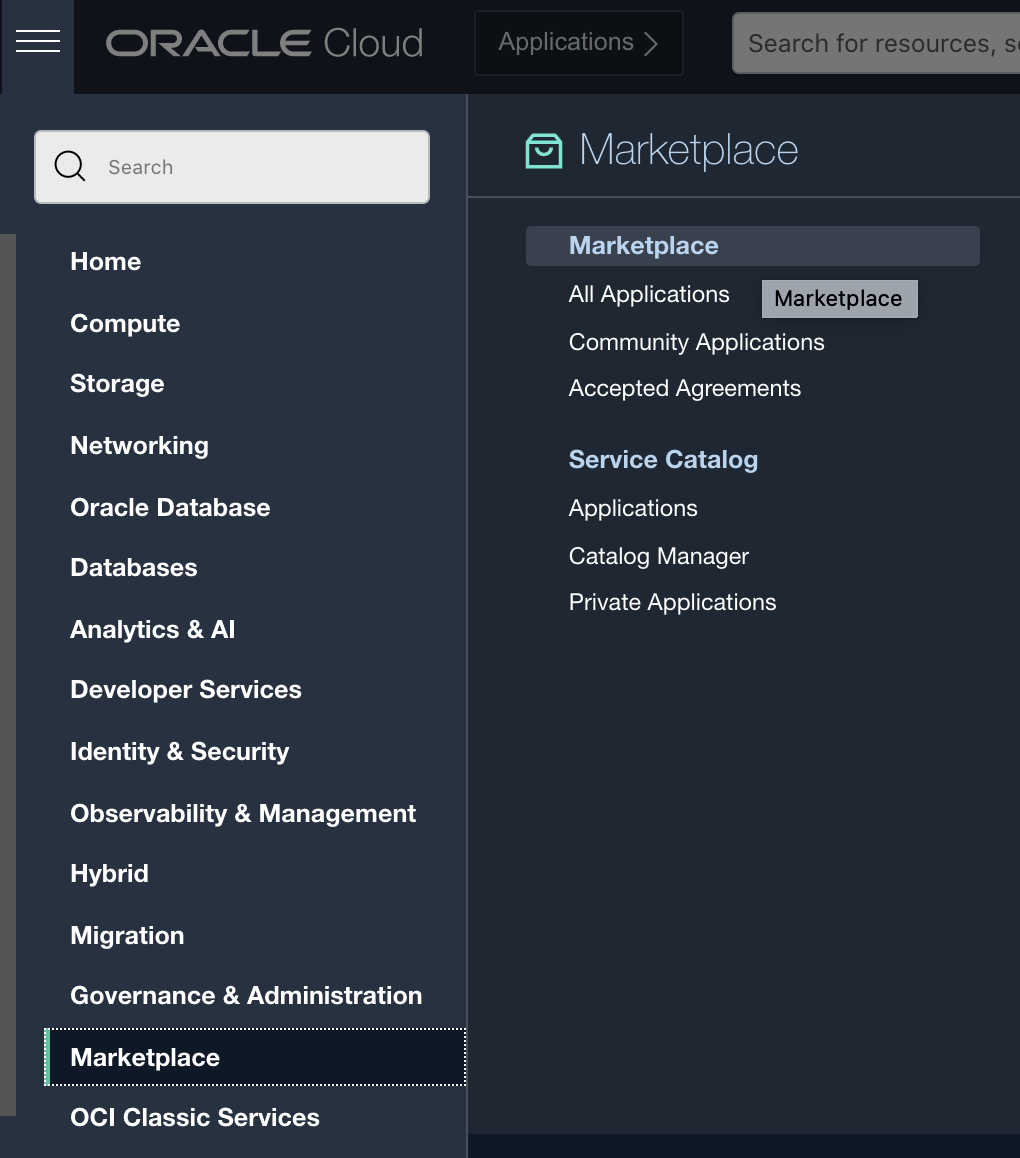 ORACLE Cloud
Applications
Search for resources, s
Search
Home
Compute
Storage
Networking
Oracle Database
Databases
Analytics & AI
Developer Services
Identity & Security
Observability & Management
Hybrid
Migration
Governance & Administration
Marketplace
OCI Classic Services
Marketplace
Marketplace
All Applications
Marketplace
Community Applications
Accepted Agreements
Service Catalog
Applications
Catalog Manager
Private Applications